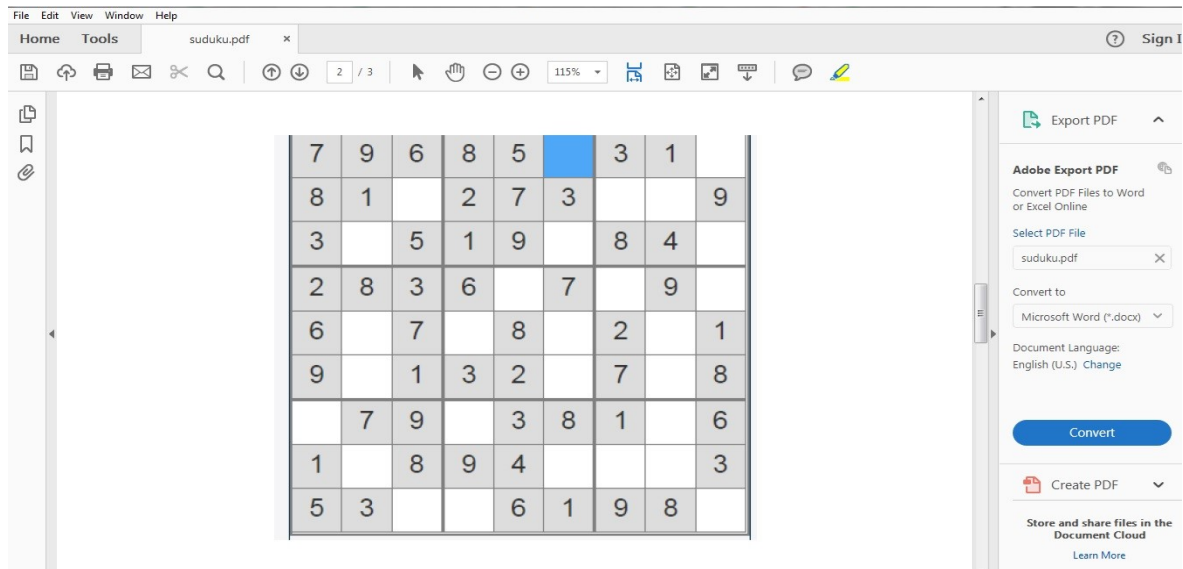 File Edit View Window Help
Home Tools suduku.pdf × ? Sign I
2 / 3 115%
Export PDF
7 9 6 8 5 3 1
Adobe Export PDF
8 1 2 7 3 9
Convert PDF Files to Word
or Excel Online
3 5 1 9 8 4
Select PDF File
suduku.pdf ×
2 8 3 6 7 9
Convert to
6 7 8 2 1
Microsoft Word (*.docx)
Document Language:
English (U.S.) Change
9 1 3 2 7 8
7 9 3 8 1 6
Convert
1 8 9 4 3
Create PDF
5 3 6 1 9 8
Store and share files in the
Document Cloud
Learn More